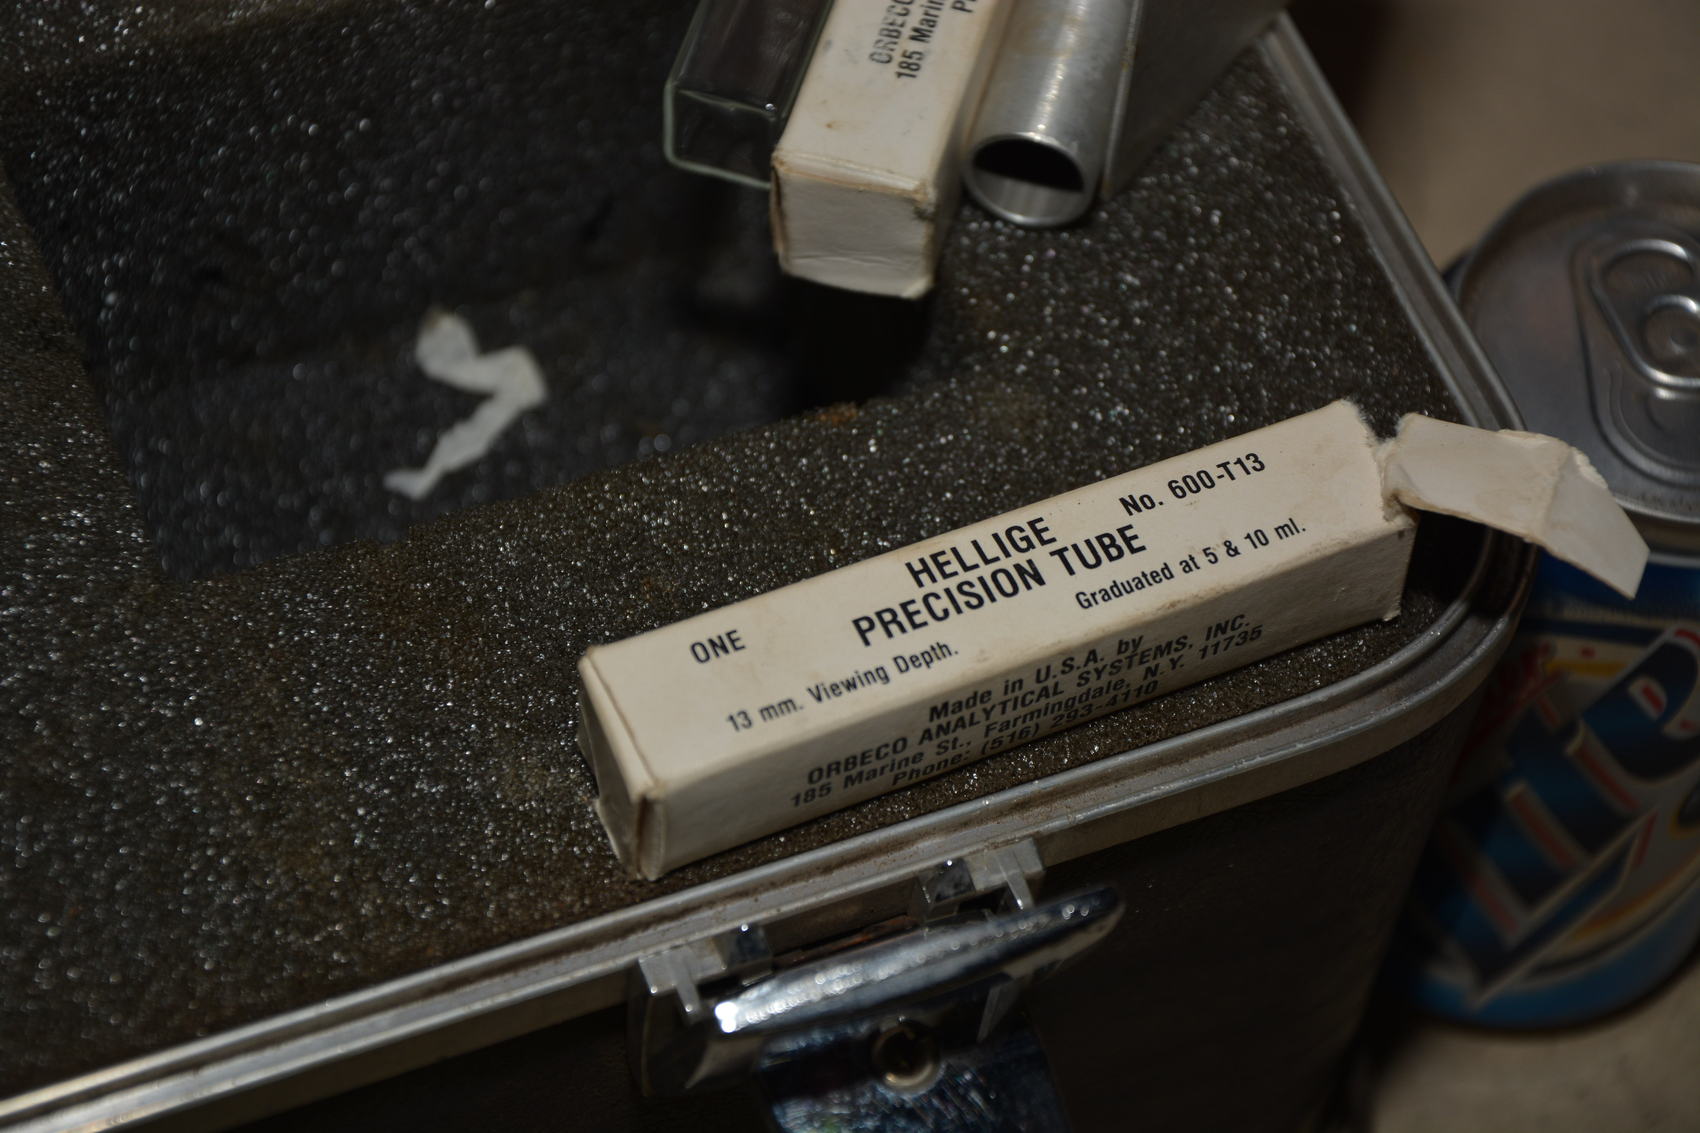 ORBECO
185 Marin
ONE
HELLIGE
PRECISION TUBE
No. 600-T13
13 mm. Viewing Depth.
Graduated at 5 & 10 ml.
Made in U.S.A. by
ORBECO ANALYTICAL SYSTEMS, INC.
185 Marine St., Farmingdale, N.Y. 11735
Phone: (516) 293-4110
Lite